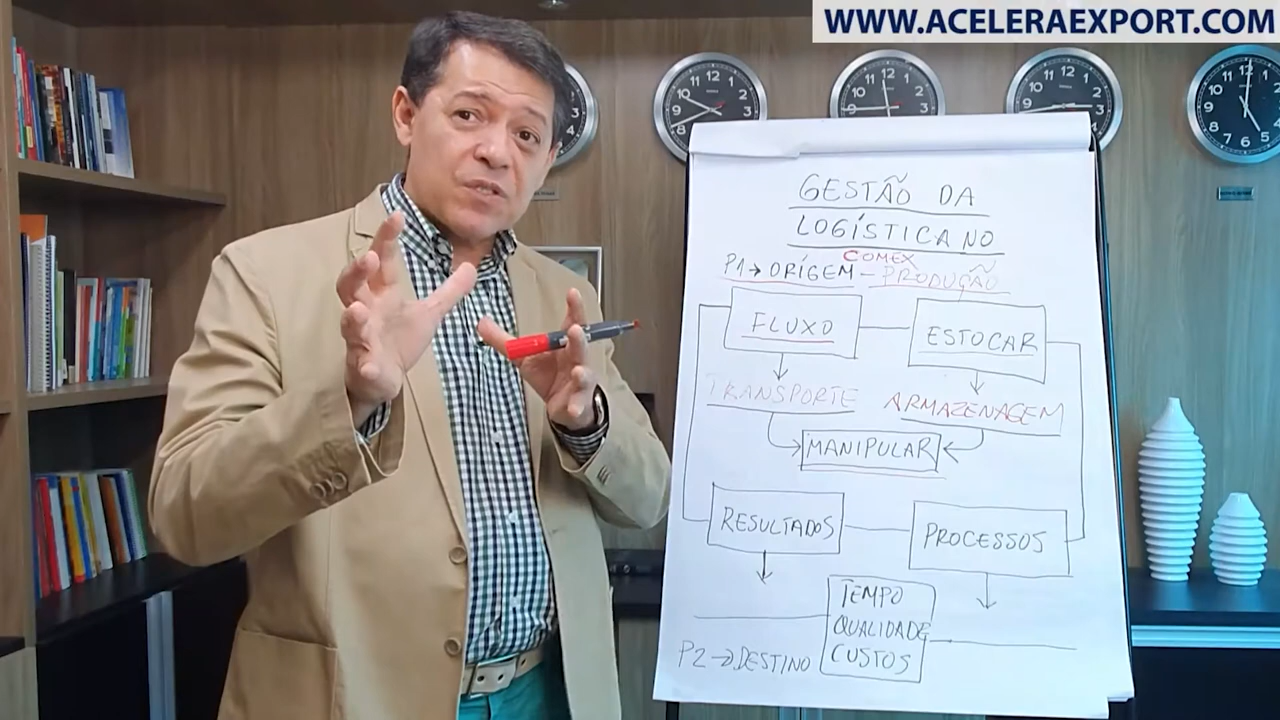 WWW.ACELERAEXPORT.COM
GESTÃO DA
LOGÍSTICA NO
COMEX
P1→ORÍGEM-PRODUÇÃO
FLUXO
ESTOCAR
TRANSPORTE
ARMAZENAGEM
MANIPULAR
RESULTADOS
PROCESSOS
TEMPO
QUALIDADE
CUSTOS
P2→DESTINO